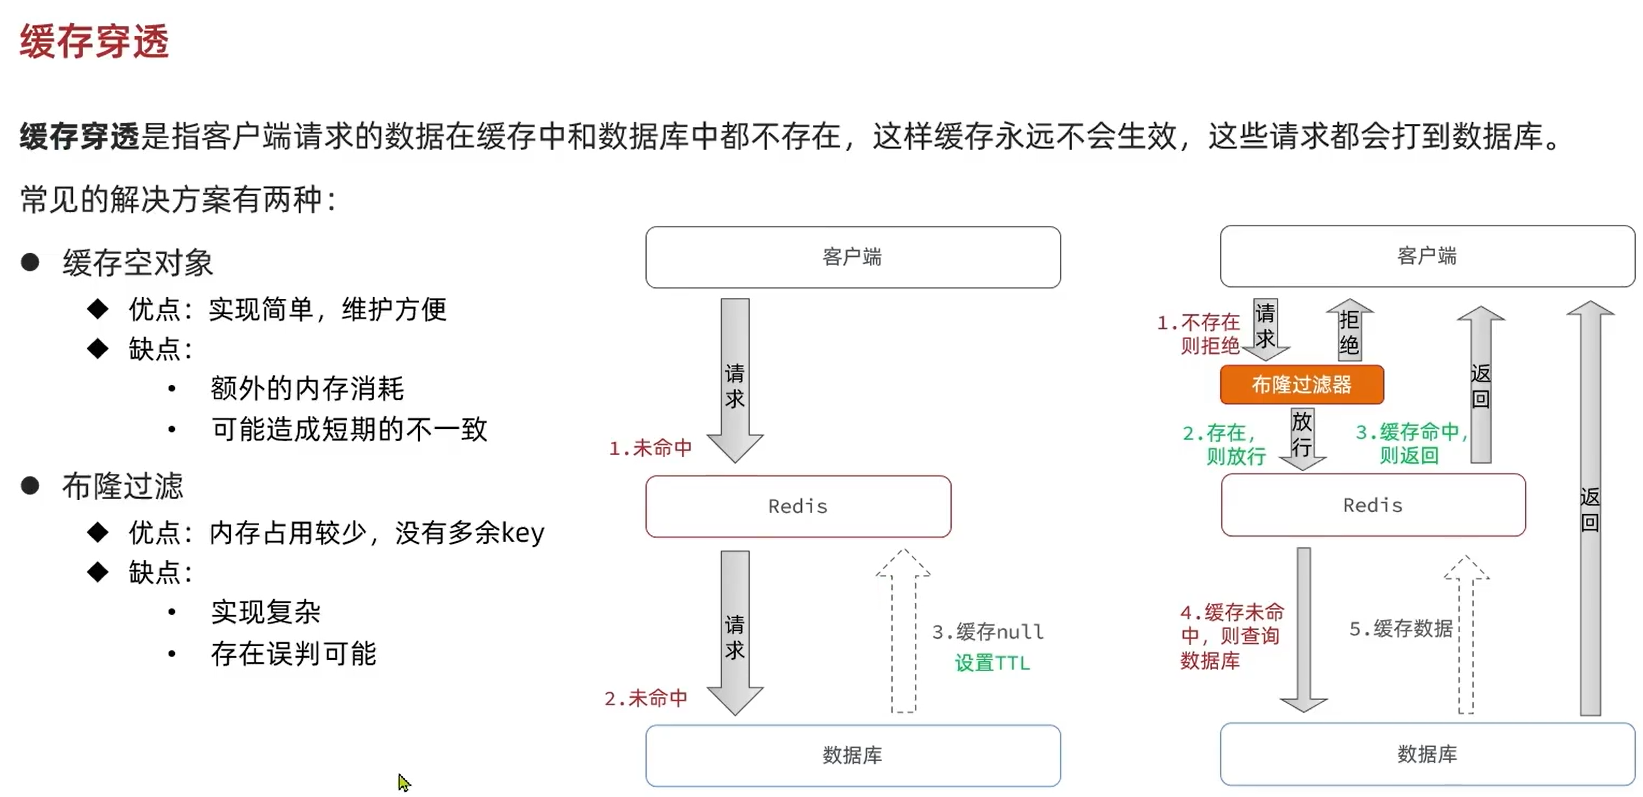 缓存穿透
缓存穿透是指客户端请求的数据在缓存中和数据库中都不存在，这样缓存永远不会生效，这些请求都会打到数据库。
常见的解决方案有两种：
● 缓存空对象
◆ 优点：实现简单，维护方便
◆ 缺点：
• 额外的内存消耗
• 可能造成短期的不一致
● 布隆过滤
◆ 优点：内存占用较少，没有多余key
◆ 缺点：
• 实现复杂
• 存在误判可能
客户端
请求
1.未命中
Redis
请求
2.未命中
3.缓存null
设置TTL
数据库
客户端
1.不存在
则拒绝
请求
拒绝
布隆过滤器
2.存在，
则放行
放行
3.缓存命中，
则返回
返回
Redis
返回
4.缓存未命
中，则查询
数据库
5.缓存数据
数据库